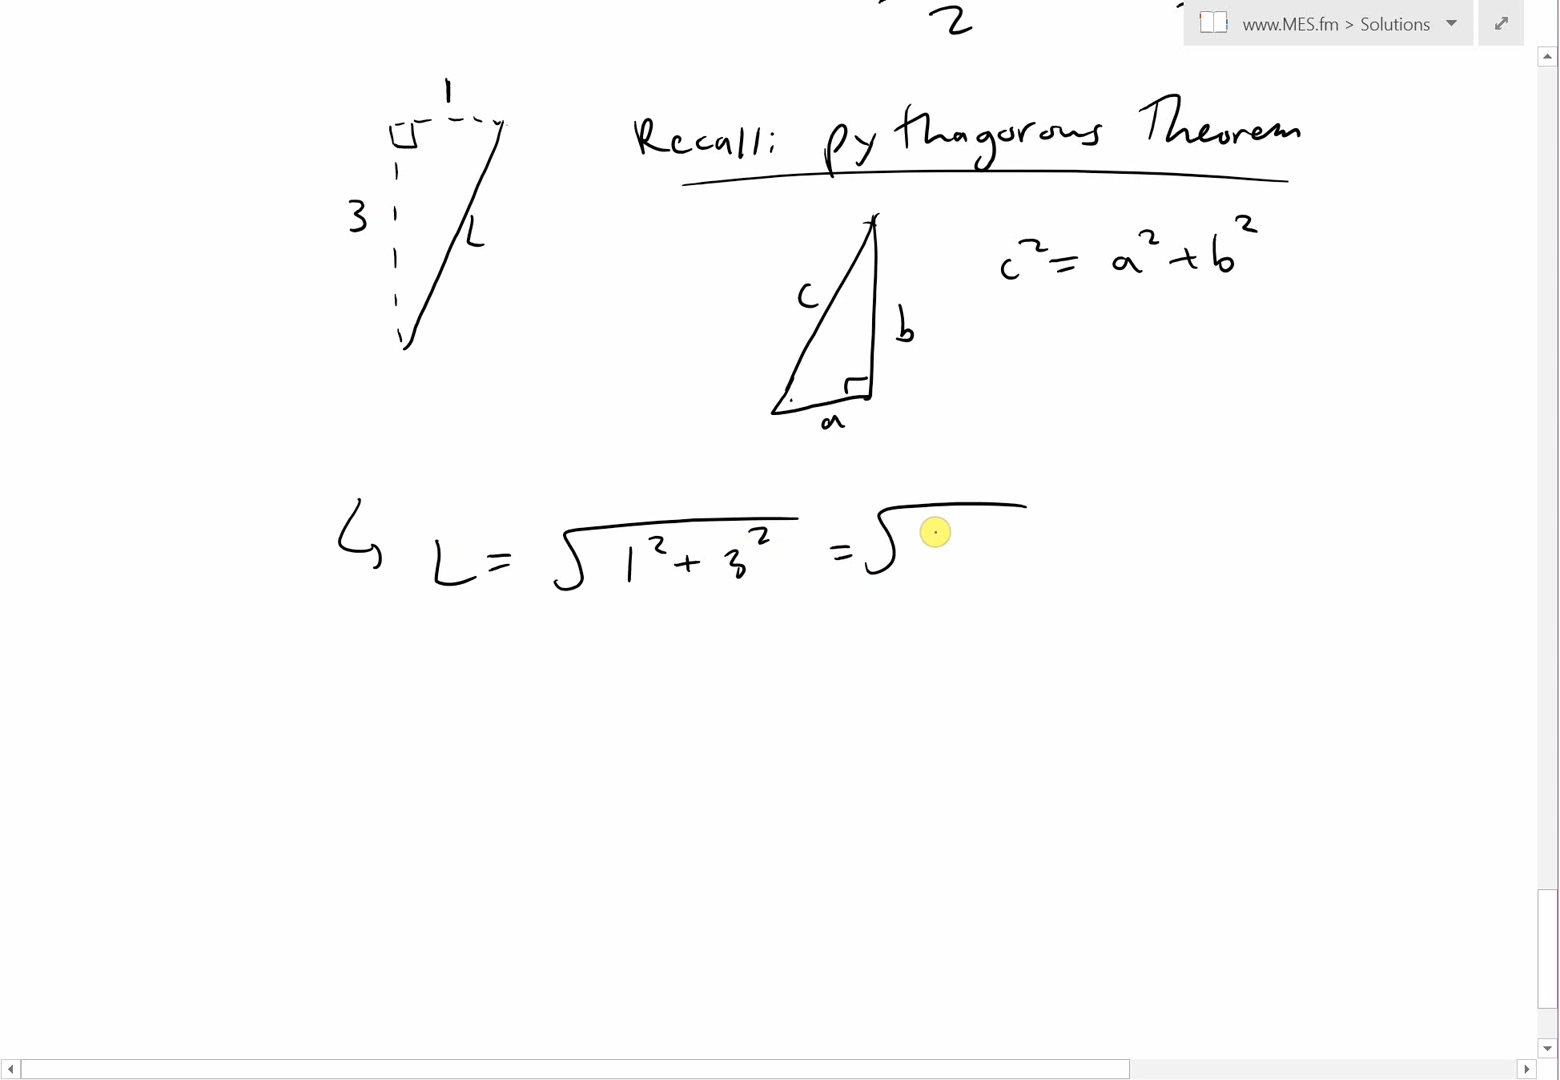 2
www.MES.fm > Solutions
1
Recall: pythagorous Theorem
3
L
c² = a² + b²
c
b
a
L = √1² + 3² = √